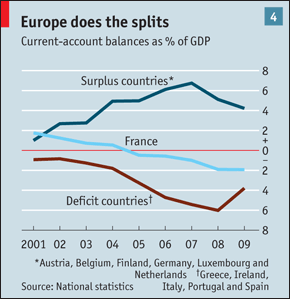 Europe does the splits
4
Current-account balances as % of GDP
8
Surplus countries*
6
4
France
2
+
0
–
2
Deficit countries†
4
6
8
2001 02 03 04 05 06 07 08 09
*Austria, Belgium, Finland, Germany, Luxembourg and
Netherlands †Greece, Ireland,
Source: National statistics Italy, Portugal and Spain